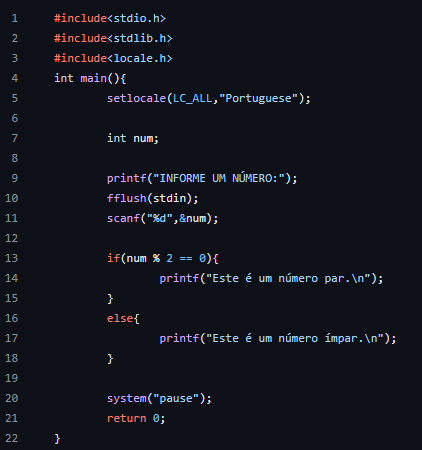 1 #include<stdio.h>
2 #include<stdlib.h>
3 #include<locale.h>
4 int main(){
5 setlocale(LC_ALL,"Portuguese");
6
7 int num;
8
9 printf("INFORME UM NÚMERO:");
10 fflush(stdin);
11 scanf("%d",&num);
12
13 if(num % 2 == 0){
14 printf("Este é um número par.\n");
15 }
16 else{
17 printf("Este é um número ímpar.\n");
18 }
19
20 system("pause");
21 return 0;
22 }